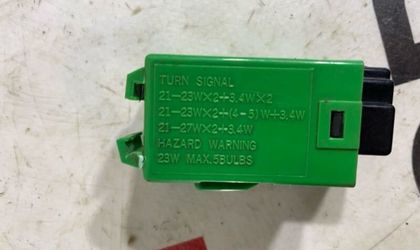 TURN SIGNAL
21-23W×2+3.4W×2
21-23W×2+(4-5)W+3.4W
21-27W×2+3.4W
HAZARD WARNING
23W MAX.5BULBS